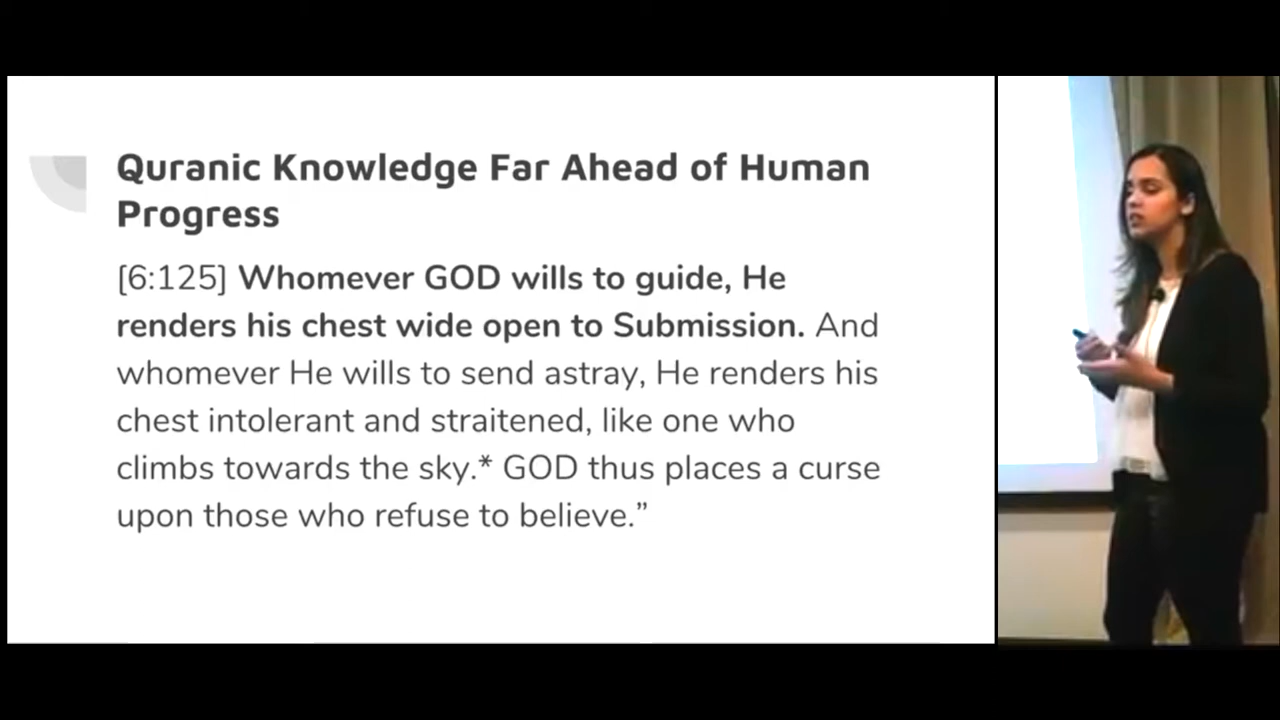 Quranic Knowledge Far Ahead of Human
Progress
[6:125] Whomever GOD wills to guide, He
renders his chest wide open to Submission. And
whomever He wills to send astray, He renders his
chest intolerant and straitened, like one who
climbs towards the sky.* GOD thus places a curse
upon those who refuse to believe.”